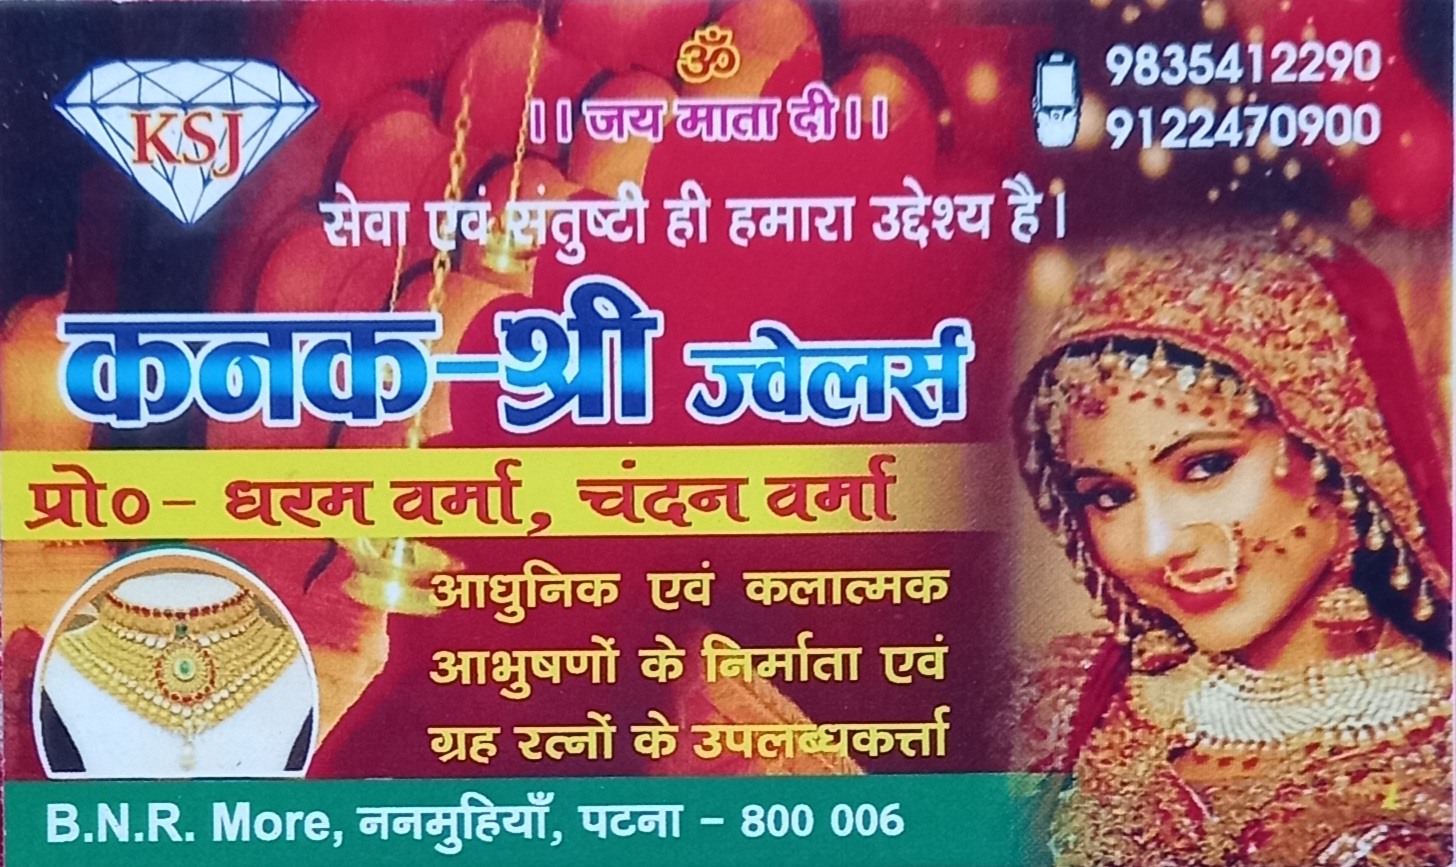 KSJ
ॐ
।। जय माता दी।।
9835412290
9122470900
सेवा एवं संतुष्टी ही हमारा उद्देश्य है।
कनक-श्री ज्वेलर्स
प्रो०- धरम वर्मा, चंदन वर्मा
आधुनिक एवं कलात्मक
आभुषणों के निर्माता एवं
ग्रह रत्नों के उपलब्धकर्त्ता
B.N.R. More, ननमुहियाँ, पटना - 800 006